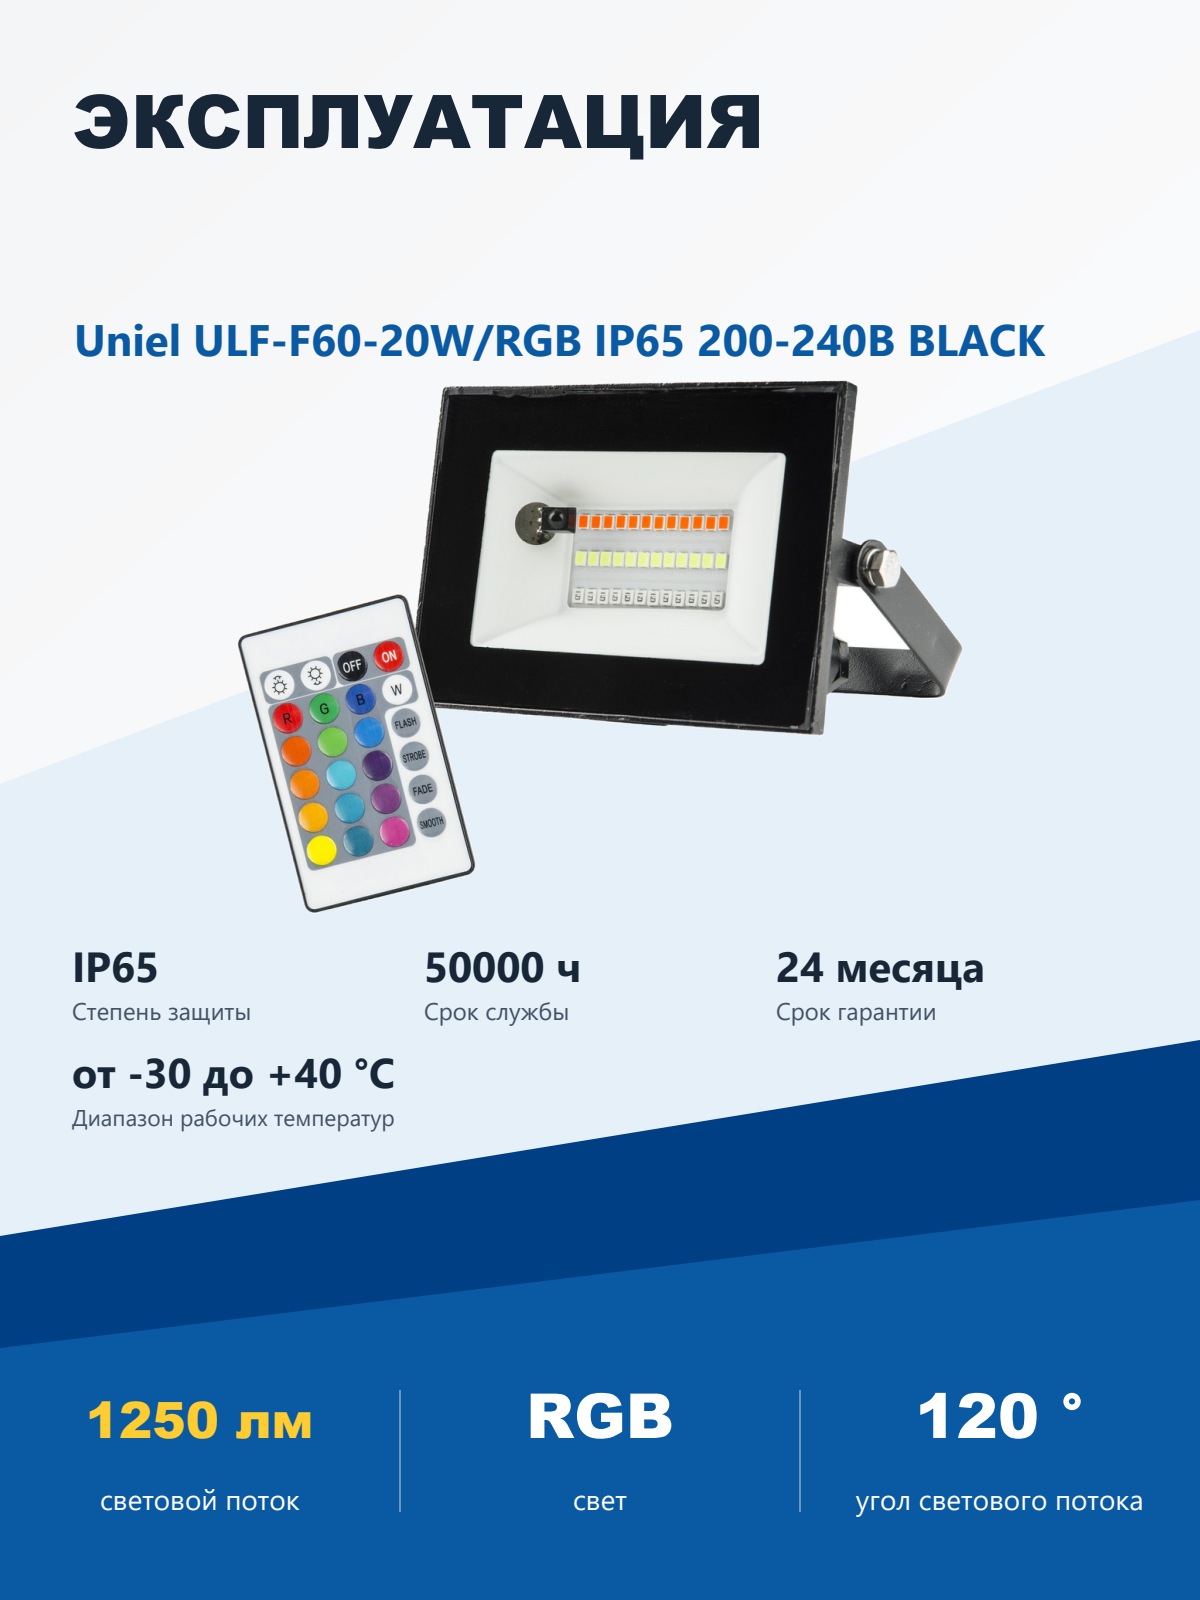 ЭКСПЛУАТАЦИЯ
Uniel ULF-F60-20W/RGB IP65 200-240В BLACK
OFF ON
R G B W
FLASH
STROBE
FADE
SMOOTH
IP65
Степень защиты
50000 ч
Срок службы
24 месяца
Срок гарантии
от -30 до +40 °C
Диапазон рабочих температур
1250 лм
световой поток
RGB
свет
120 °
угол светового потока